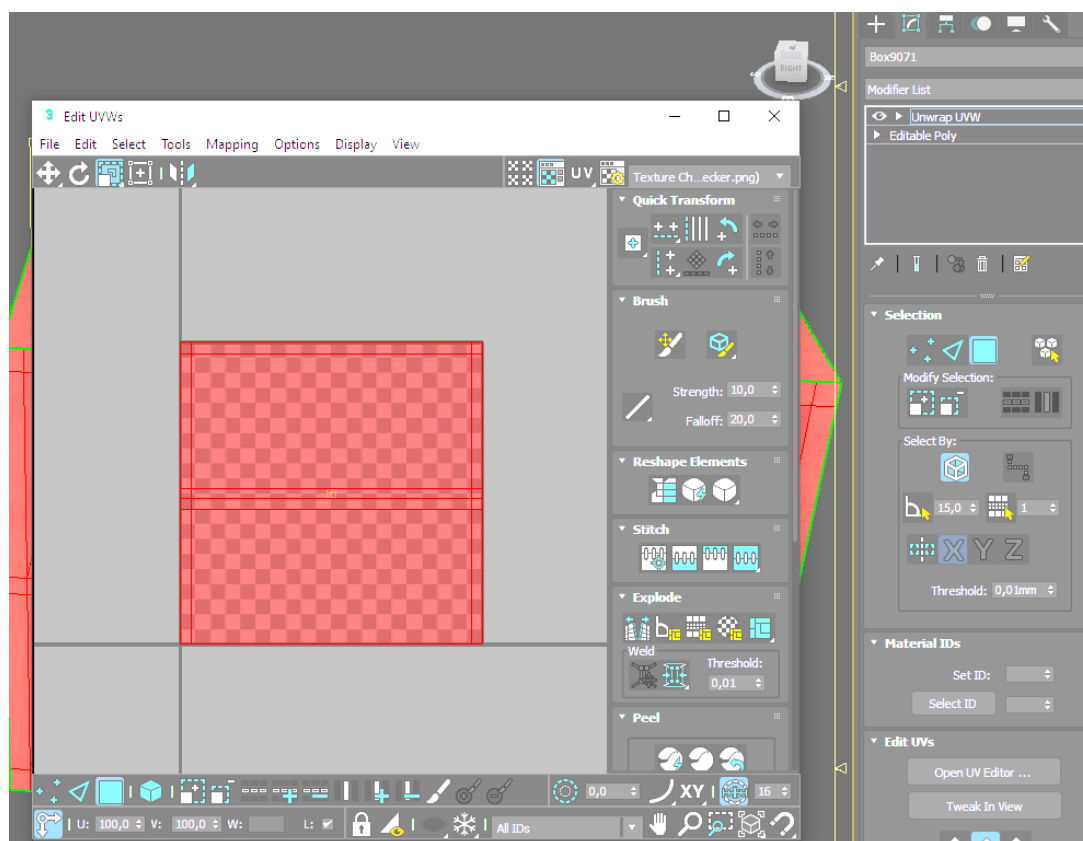 RIGHT
Box9071
Modifier List
Unwrap UVW
Editable Poly
3 Edit UVWs
File Edit Select Tools Mapping Options Display View
UV Texture Ch...ecker.png)
Quick Transform
Brush
Strength: 10,0
Falloff: 20,0
Reshape Elements
Stitch
Explode
Weld
Threshold:
0,01
Peel
XY 16
0,0
U: 100,0 V: 100,0 W: L: All IDs
Selection
Modify Selection:
Select By:
15,0 1
X Y Z
Threshold: 0,01mm
Material IDs
Set ID:
Select ID
Edit UVs
Open UV Editor ...
Tweak In View